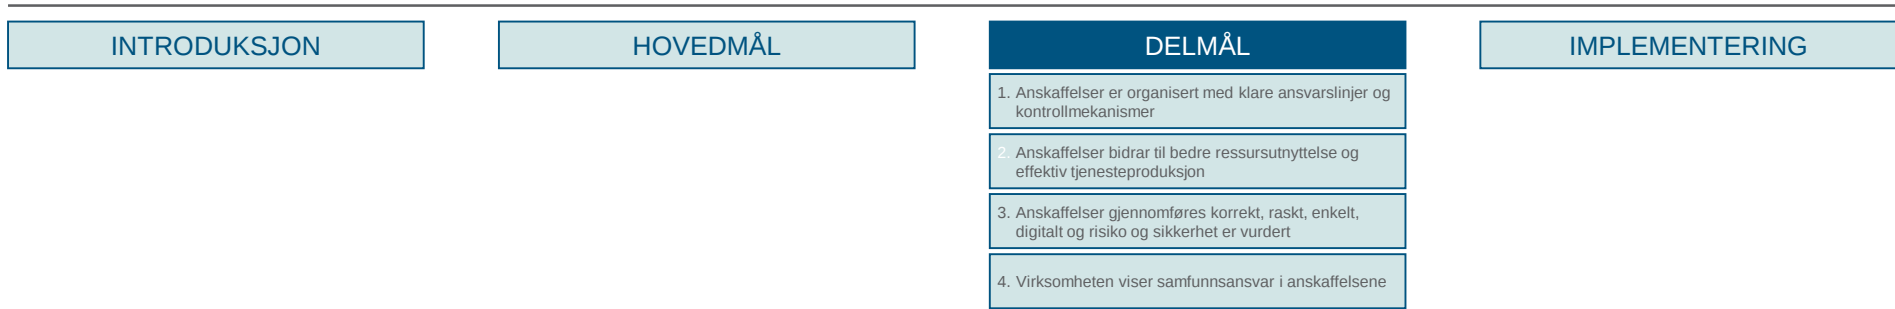 INTRODUKSJON
HOVEDMÅL
DELMÅL
IMPLEMENTERING
1. Anskaffelser er organisert med klare ansvarslinjer og
kontrollmekanismer
2. Anskaffelser bidrar til bedre ressursutnyttelse og
effektiv tjenesteproduksjon
3. Anskaffelser gjennomføres korrekt, raskt, enkelt,
digitalt og risiko og sikkerhet er vurdert
4. Virksomheten viser samfunnsansvar i anskaffelsene